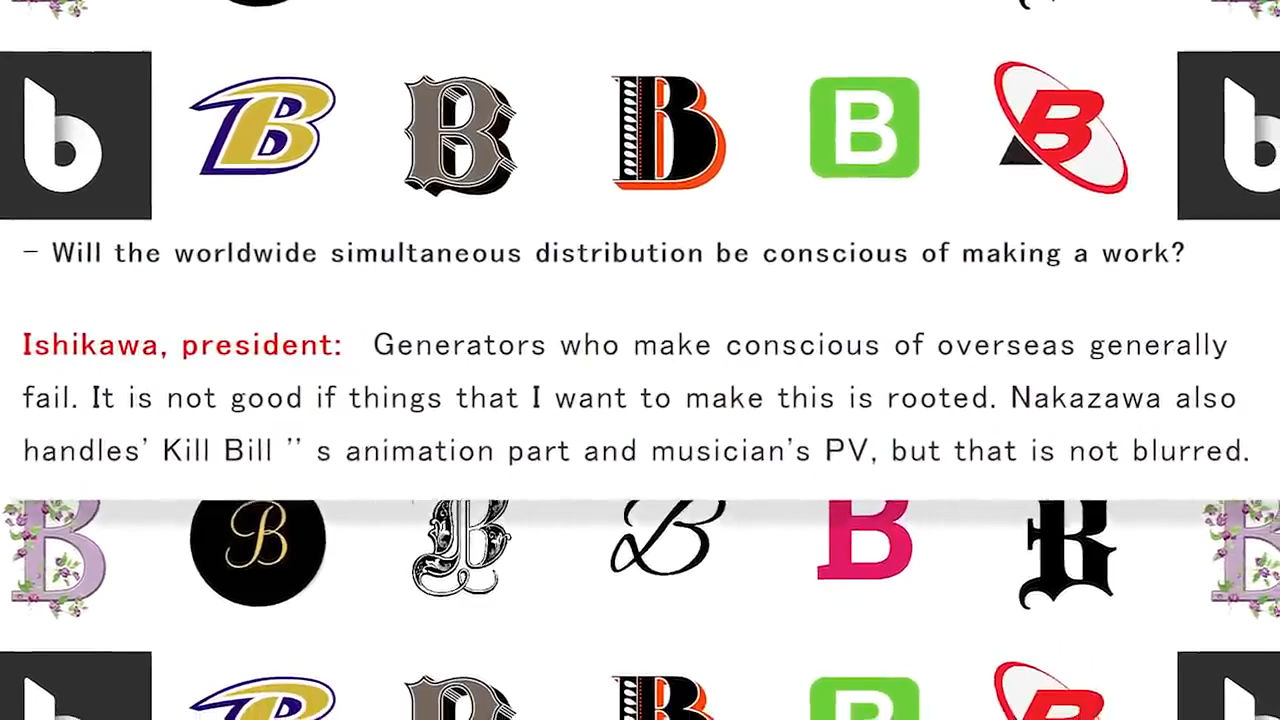 b B B B B B b
– Will the worldwide simultaneous distribution be conscious of making a work?
Ishikawa, president: Generators who make conscious of overseas generally
fail. It is not good if things that I want to make this is rooted. Nakazawa also
handles’ Kill Bill ’’ s animation part and musician’s PV, but that is not blurred.
B B B B B B B
b B B B B B b